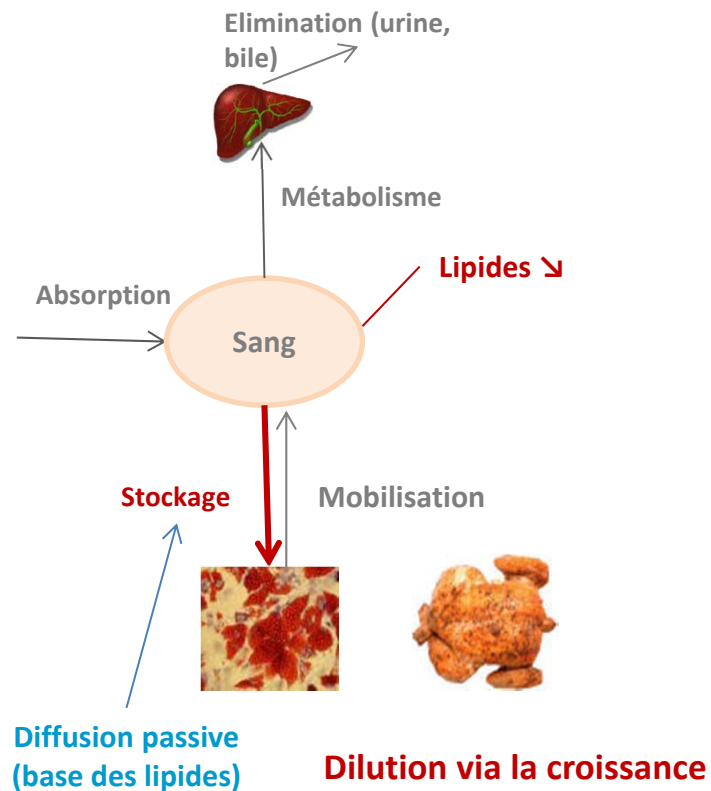 Elimination (urine,
bile)
Métabolisme
Lipides ↘
Absorption
Sang
Stockage
Mobilisation
Diffusion passive
(base des lipides)
Dilution via la croissance